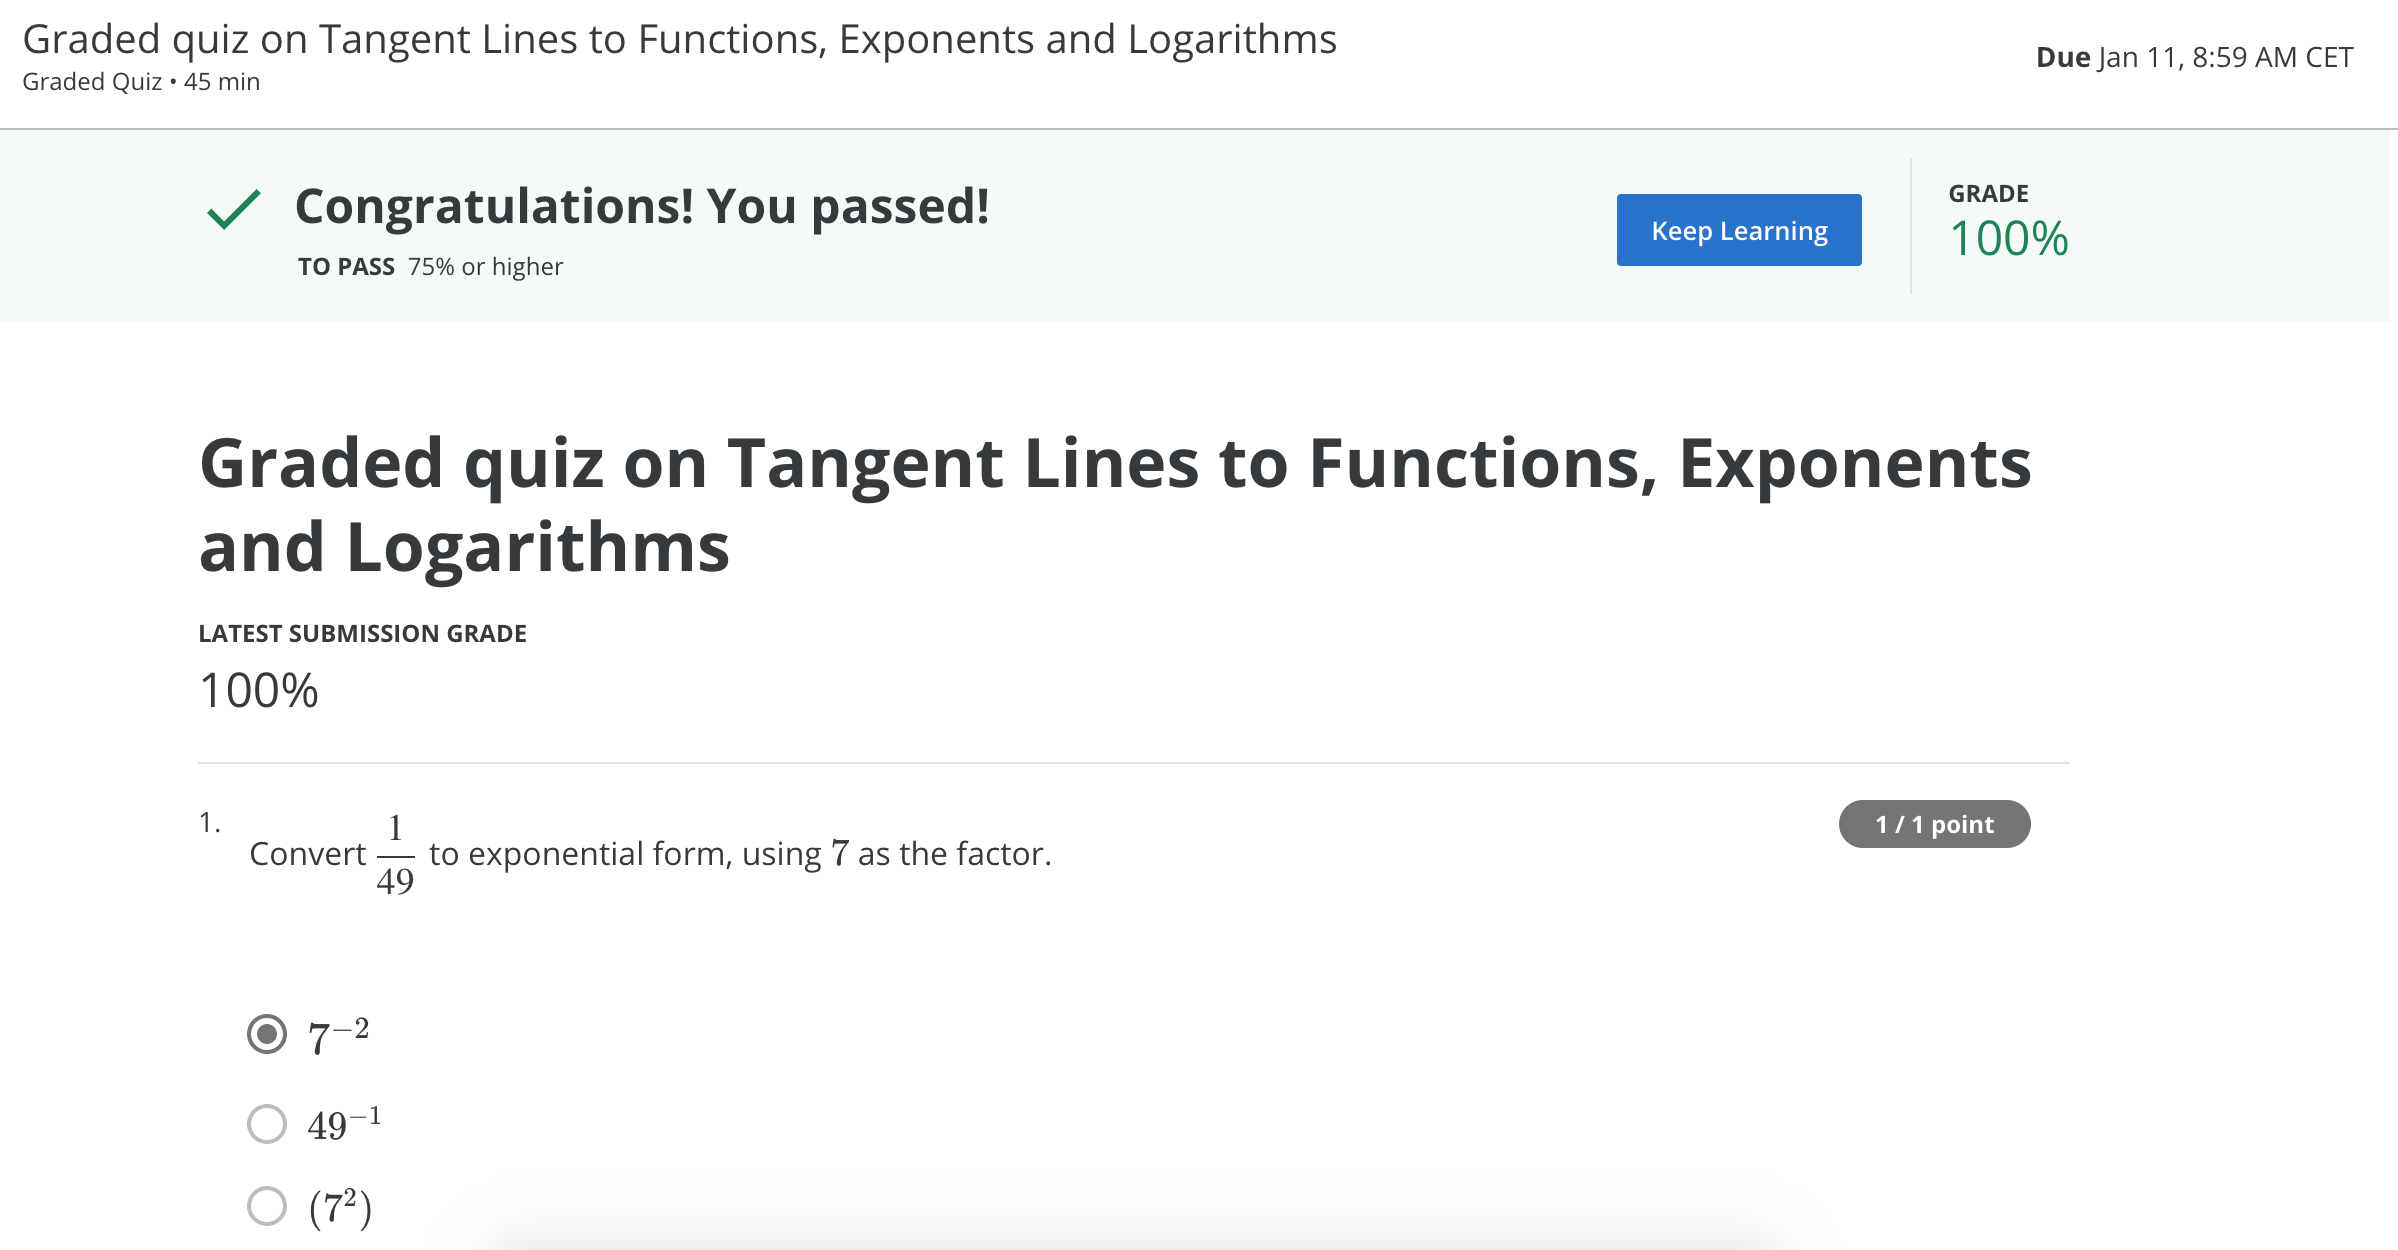 Graded quiz on Tangent Lines to Functions, Exponents and Logarithms
Graded Quiz • 45 min
Due Jan 11, 8:59 AM CET
Congratulations! You passed!
TO PASS 75% or higher
Keep Learning
GRADE
100%
Graded quiz on Tangent Lines to Functions, Exponents
and Logarithms
LATEST SUBMISSION GRADE
100%
1.
Convert 1/49 to exponential form, using 7 as the factor.
1 / 1 point
7⁻²
49⁻¹
(7²)